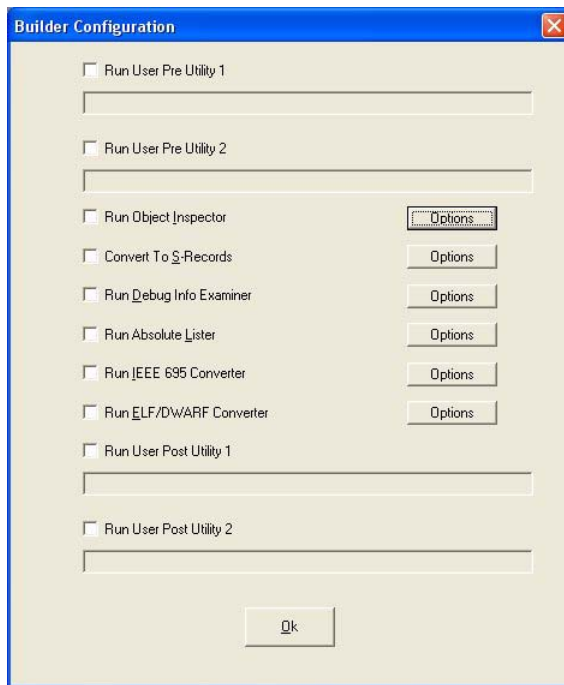 Builder Configuration
Run User Pre Utility 1
Run User Pre Utility 2
Run Object Inspector Options
Convert To S-Records Options
Run Debug Info Examiner Options
Run Absolute Lister Options
Run IEEE 695 Converter Options
Run ELF/DWARF Converter Options
Run User Post Utility 1
Run User Post Utility 2
Ok